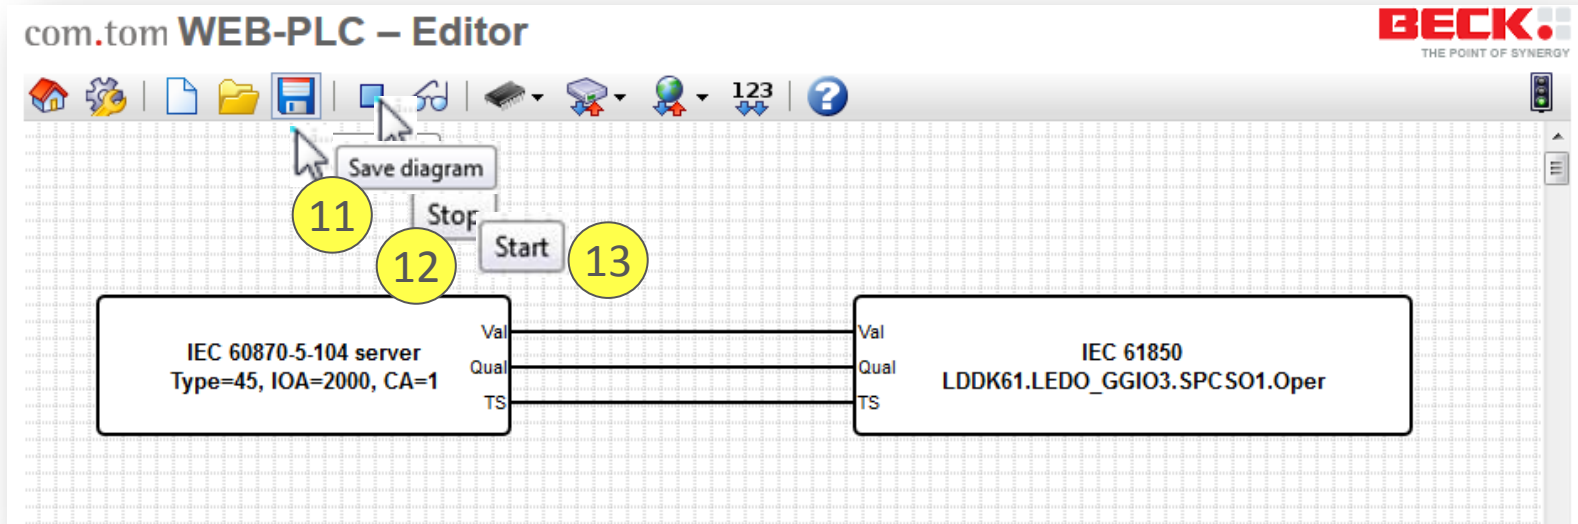 com.tom WEB-PLC – Editor
BECK
THE POINT OF SYNERGY
123
?
Save diagram
11
Stop
Start
12
13
IEC 60870-5-104 server
Type=45, IOA=2000, CA=1
Val
Qual
TS
Val
Qual
TS
IEC 61850
LDDK61.LEDO_GGIO3.SPCSO1.Oper